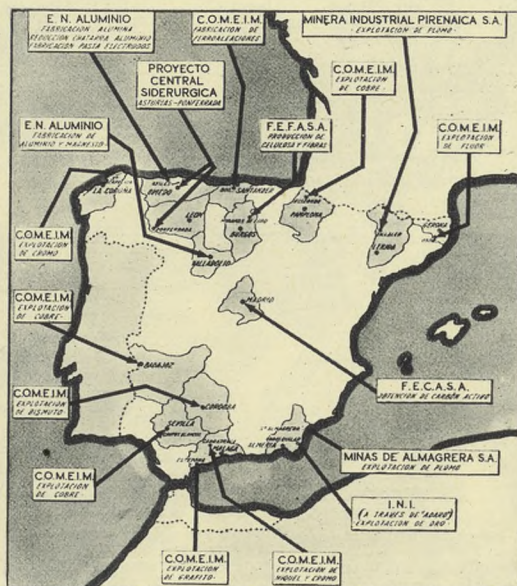 E.N. ALUMINIO
FABRICACION ALUMINA
REDUCCION CHATARRA ALUMINIO
FABRICACION PASTA ELECTRODOS
C.O.M.E.I.M.
FABRICACION DE
FERROALEACIONES
MINERA INDUSTRIAL PIRENAICA S.A.
- EXPLOTACION DE PLOMO -
PROYECTO
CENTRAL
SIDERURGICA
ASTURIAS-PONFERRADA
C.O.M.E.I.M.
EXPLOTACION
DE COBRE-
E.N. ALUMINIO
FABRICACION DE
ALUMINIO Y MAGNESIO
F.E.F.A.S.A.
PRODUCCION DE
CELULOSA Y FIBRAS
C.O.M.E.I.M.
EXPLOTACION
DE FLUOR
LA CORUÑA
OVIEDO
SANTANDER
LEON
BURGOS
PAMPLONA
GERONA
LERIDA
PONFERRADA
VALLADOLID
C.O.M.E.I.M.
EXPLOTACION
DE CROMO
MADRID
C.O.M.E.I.M.
EXPLOTACION
DE COBRE-
BADAJOZ
F.E.C.A.S.A.
OBTENCION DE CARBÓN ACTIVO
C.O.M.E.I.M.
EXPLOTACION
DE BISMUTO
CORDOBA
SEVILLA
MALAGA
ALMERIA
ESTEPONA
MINAS DE ALMAGRERA S.A.
EXPLOTACION DE PLOMO
C.O.M.E.I.M.
EXPLOTACION
DE COBRE-
I.N.I.
(A TRAVES DE "ADARO")
EXPLOTACION DE ORO-
C.O.M.E.I.M.
EXPLOTACION
DE GRAFITO-
C.O.M.E.I.M.
EXPLOTACION DE
NIQUEL Y CROMO